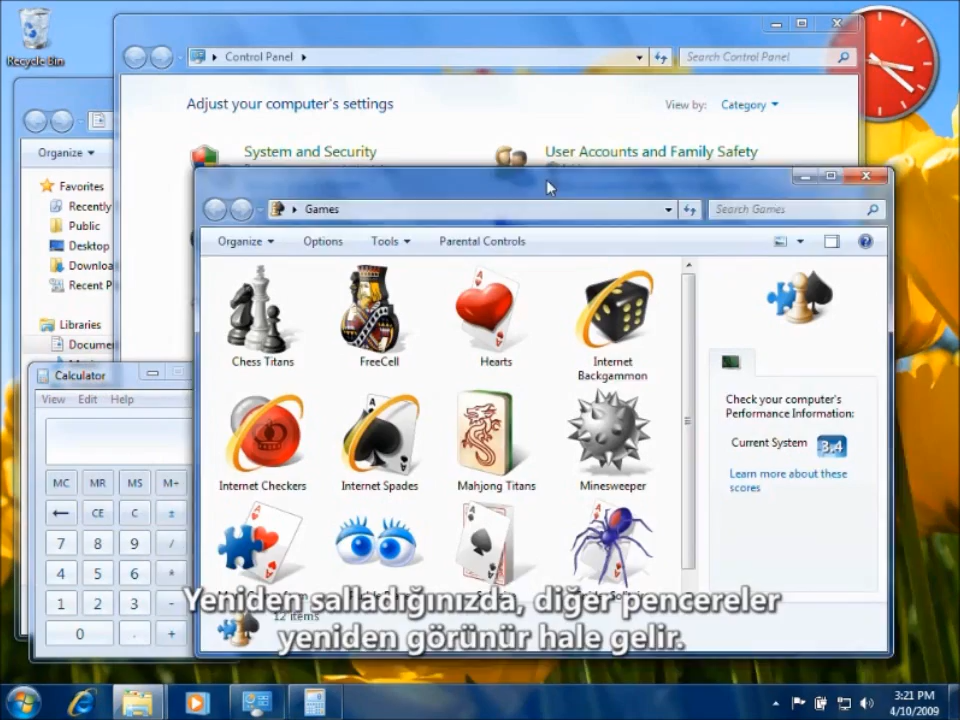 Recycle Bin
Control Panel
Search Control Panel
Adjust your computer's settings
View by: Category
System and Security
User Accounts and Family Safety
Organize
Favorites
Recently
Public
Desktop
Downloa
Recent P
Libraries
Docume
Games
Search Games
Organize
Options
Tools
Parental Controls
Chess Titans
FreeCell
Hearts
Internet
Backgammon
Internet Checkers
Internet Spades
Mahjong Titans
Minesweeper
12 items
Check your computer's
Performance Information:
Current System 3,4
Learn more about these
scores
Calculator
View Edit Help
MC MR MS M+
← CE C ±
7 8 9 /
4 5 6 *
1 2 3 -
0 . +
Yeniden salladığınızda, diğer pencereler
yeniden görünür hale gelir.
3:21 PM
4/10/2009